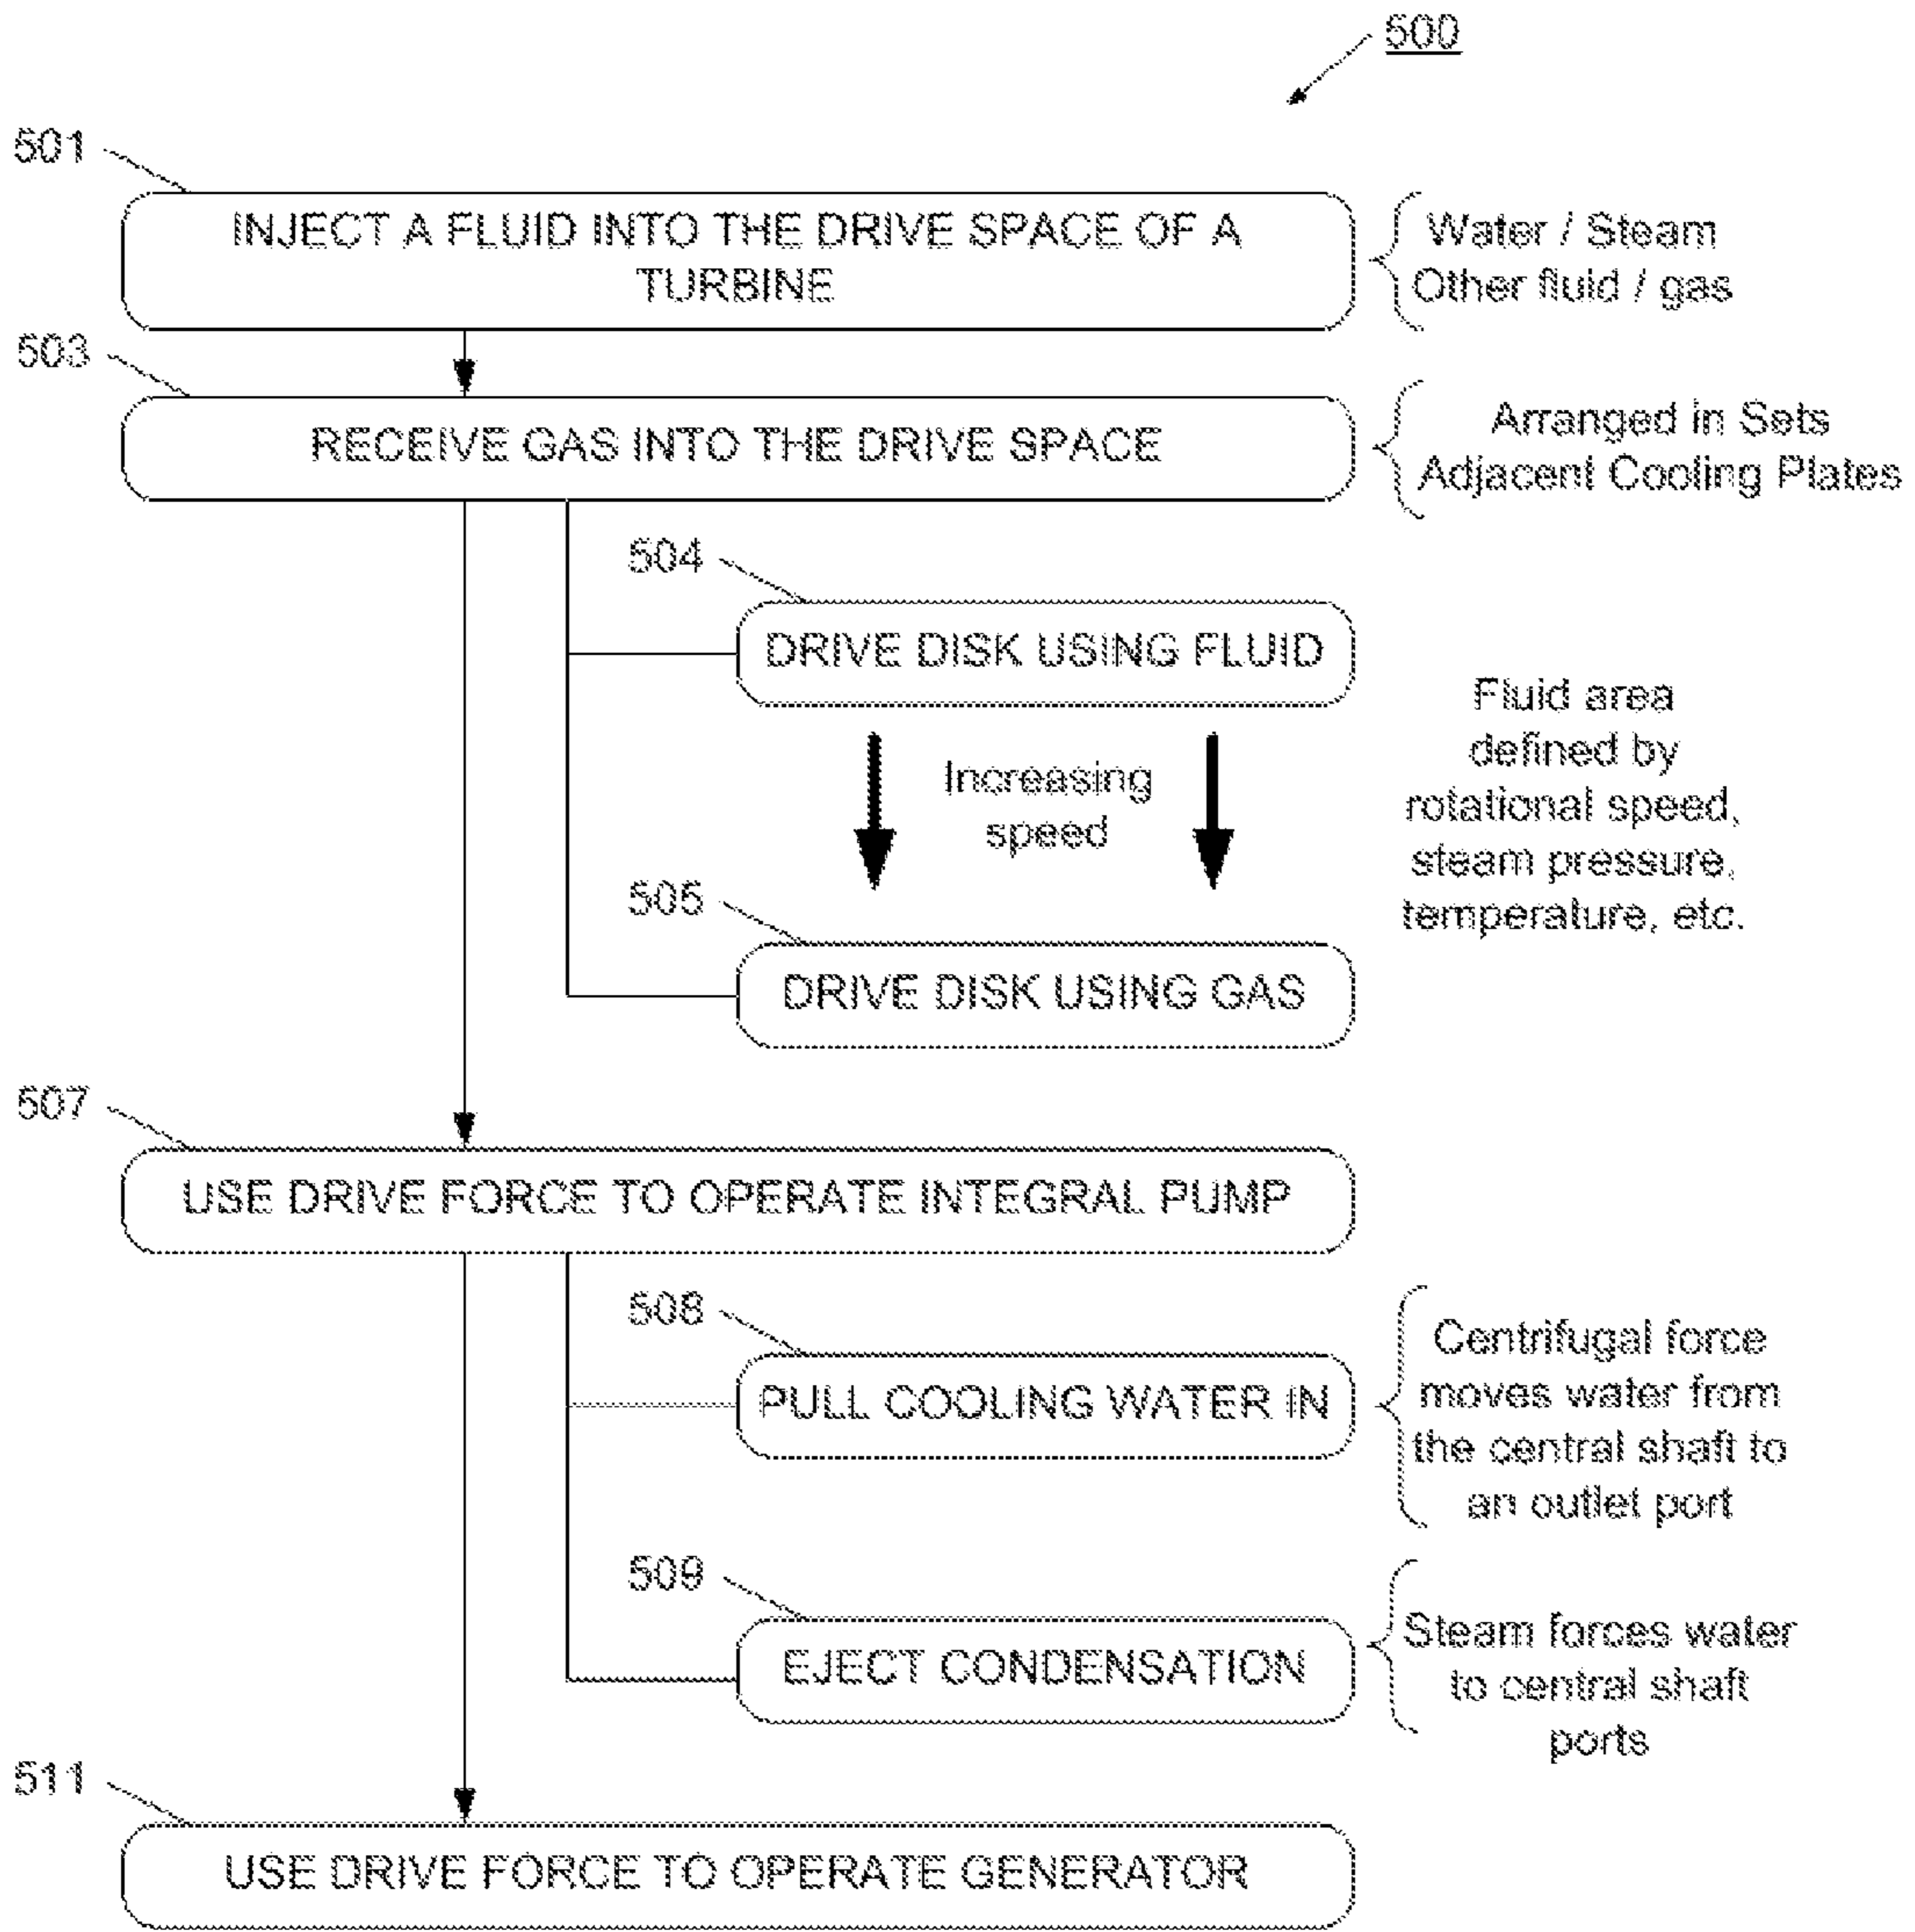 500
501
INJECT A FLUID INTO THE DRIVE SPACE OF A
TURBINE
Water / Steam
Other fluid / gas
503
RECEIVE GAS INTO THE DRIVE SPACE
Arranged in Sets
Adjacent Cooling Plates
504
DRIVE DISK USING FLUID
Increasing
speed
Fluid area
defined by
rotational speed,
steam pressure,
temperature, etc.
505
DRIVE DISK USING GAS
507
USE DRIVE FORCE TO OPERATE INTEGRAL PUMP
508
PULL COOLING WATER IN
Centrifugal force
moves water from
the central shaft to
an outlet port
509
EJECT CONDENSATION
Steam forces water
to central shaft
ports
511
USE DRIVE FORCE TO OPERATE GENERATOR